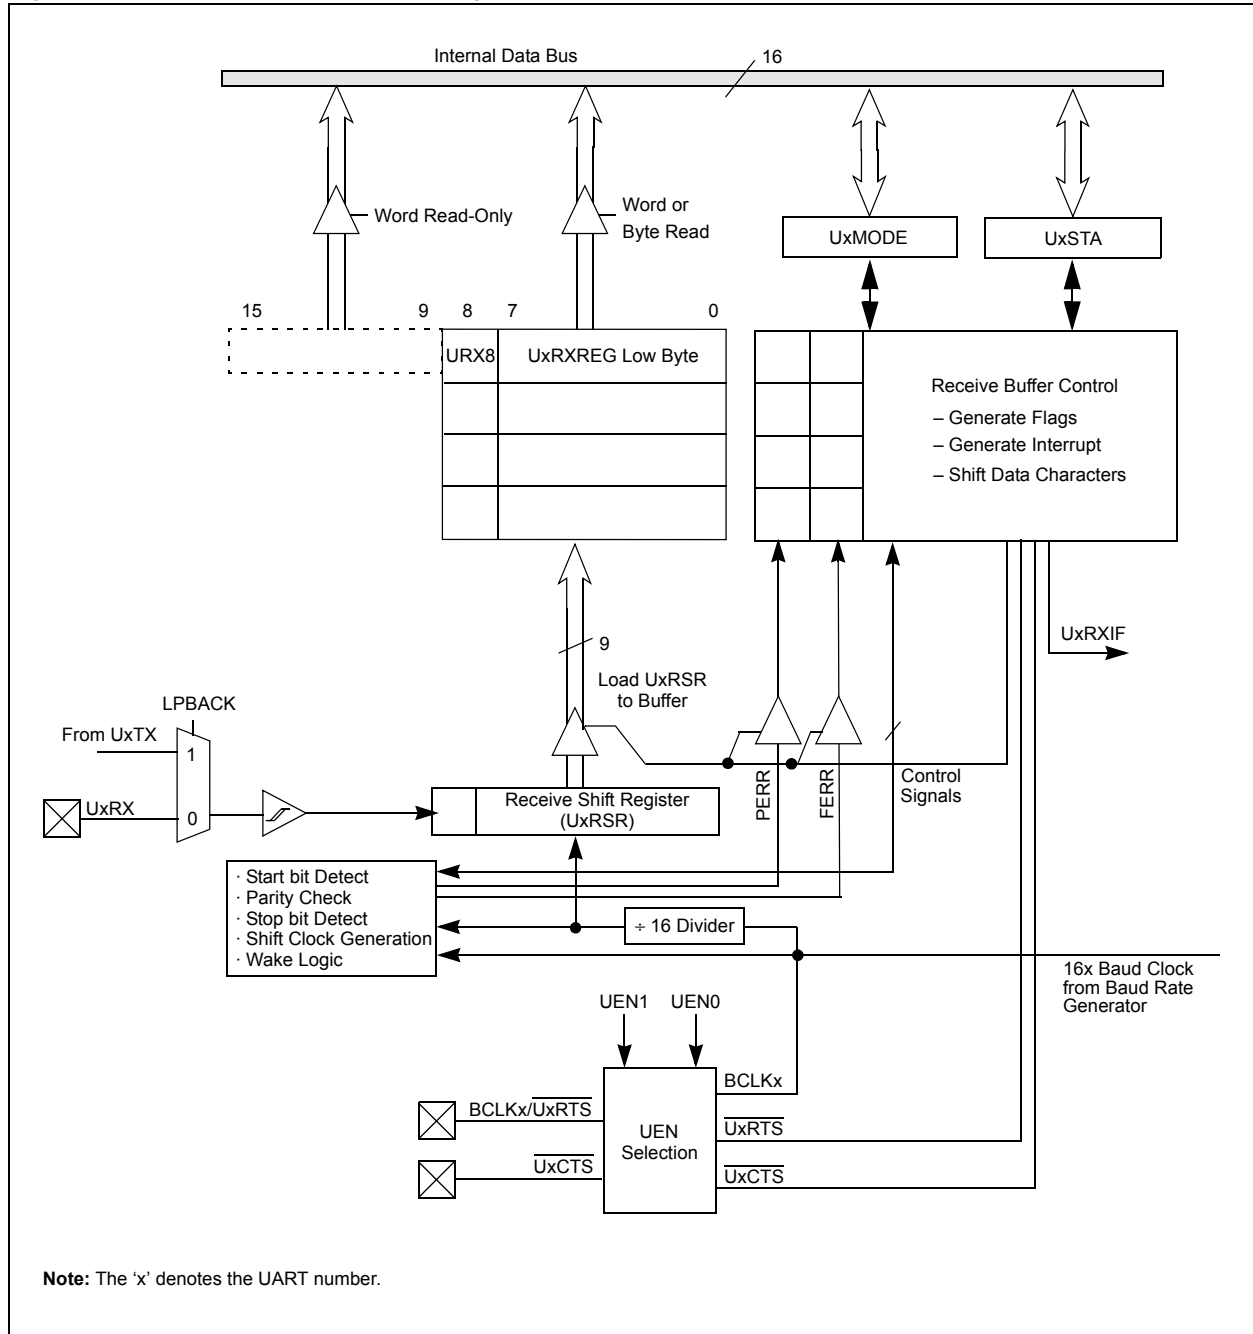 Internal Data Bus
16
Word Read-Only
Word or
Byte Read
UxMODE
UxSTA
15
9
8
7
0
URX8
UxRXREG Low Byte
Receive Buffer Control
– Generate Flags
– Generate Interrupt
– Shift Data Characters
9
Load UxRSR
to Buffer
UxRXIF
LPBACK
From UxTX
1
UxRX
0
Receive Shift Register
(UxRSR)
PERR
FERR
Control
Signals
· Start bit Detect
· Parity Check
· Stop bit Detect
· Shift Clock Generation
· Wake Logic
÷ 16 Divider
16x Baud Clock
from Baud Rate
Generator
UEN1
UEN0
BCLKx
BCLKx/U̅x̅R̅T̅S̅
U̅x̅R̅T̅S̅
UEN
Selection
U̅x̅C̅T̅S̅
U̅x̅C̅T̅S̅
Note: The ‘x’ denotes the UART number.